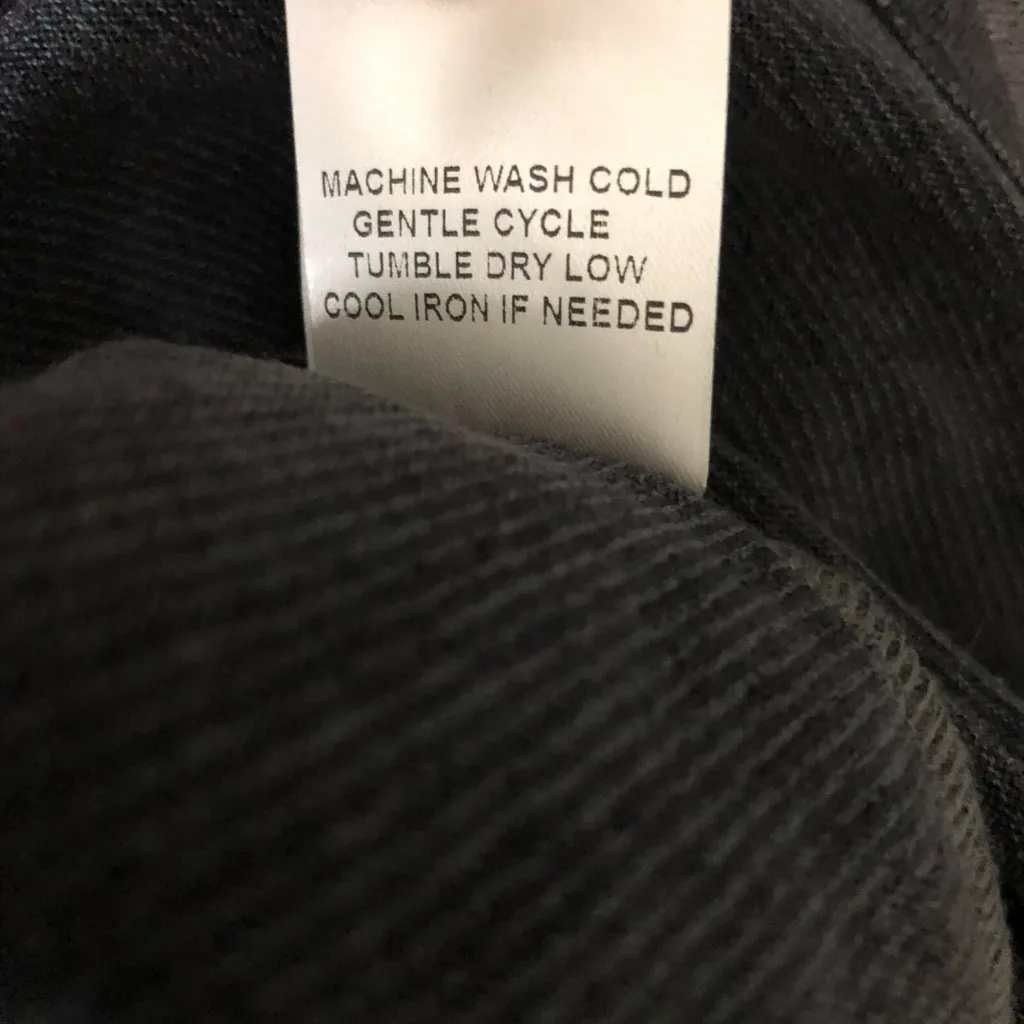 MACHINE WASH COLD
GENTLE CYCLE
TUMBLE DRY LOW
COOL IRON IF NEEDED